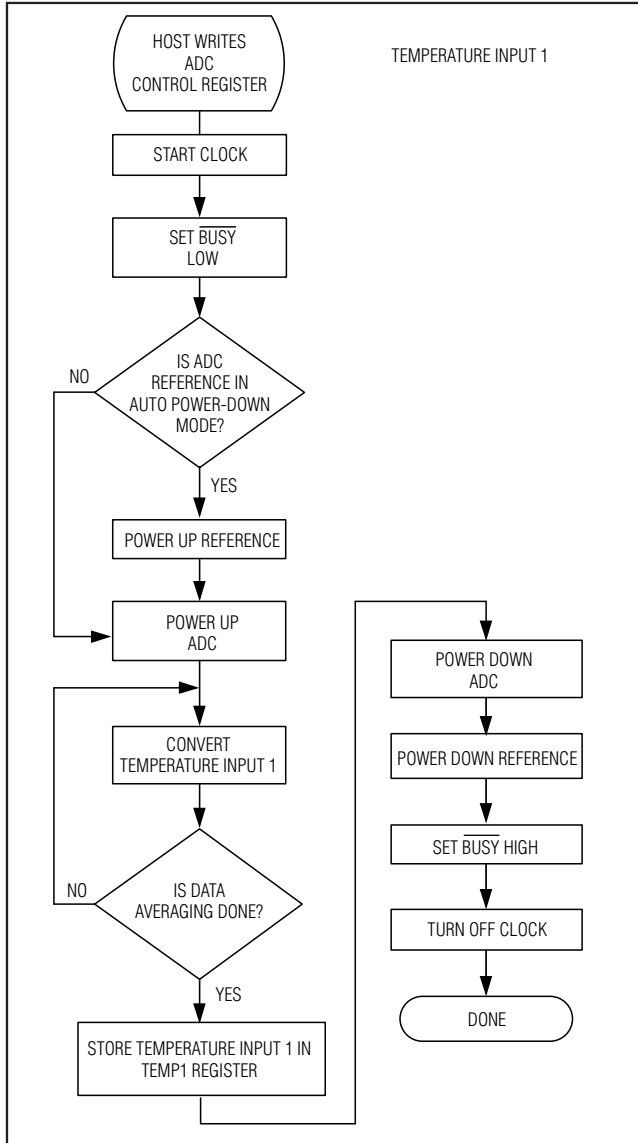 HOST WRITES
ADC
CONTROL REGISTER
TEMPERATURE INPUT 1
START CLOCK
SET B̅U̅S̅Y̅
LOW
IS ADC
REFERENCE IN
AUTO POWER-DOWN
MODE?
NO
YES
POWER UP REFERENCE
POWER UP
ADC
CONVERT
TEMPERATURE INPUT 1
IS DATA
AVERAGING DONE?
NO
YES
STORE TEMPERATURE INPUT 1 IN
TEMP1 REGISTER
POWER DOWN
ADC
POWER DOWN REFERENCE
SET B̅U̅S̅Y̅ HIGH
TURN OFF CLOCK
DONE